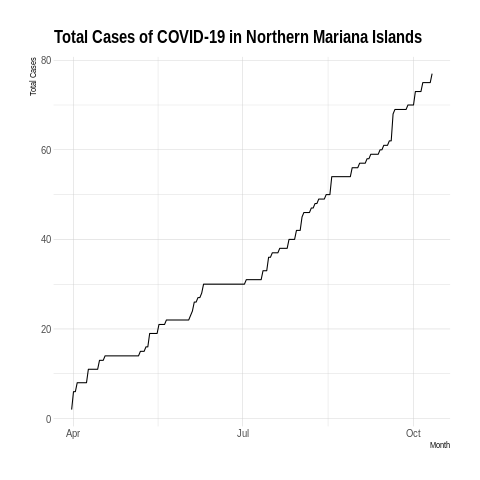 Total Cases of COVID-19 in Northern Mariana Islands
Total Cases
80
60
40
20
0
Apr
Jul
Oct
Month